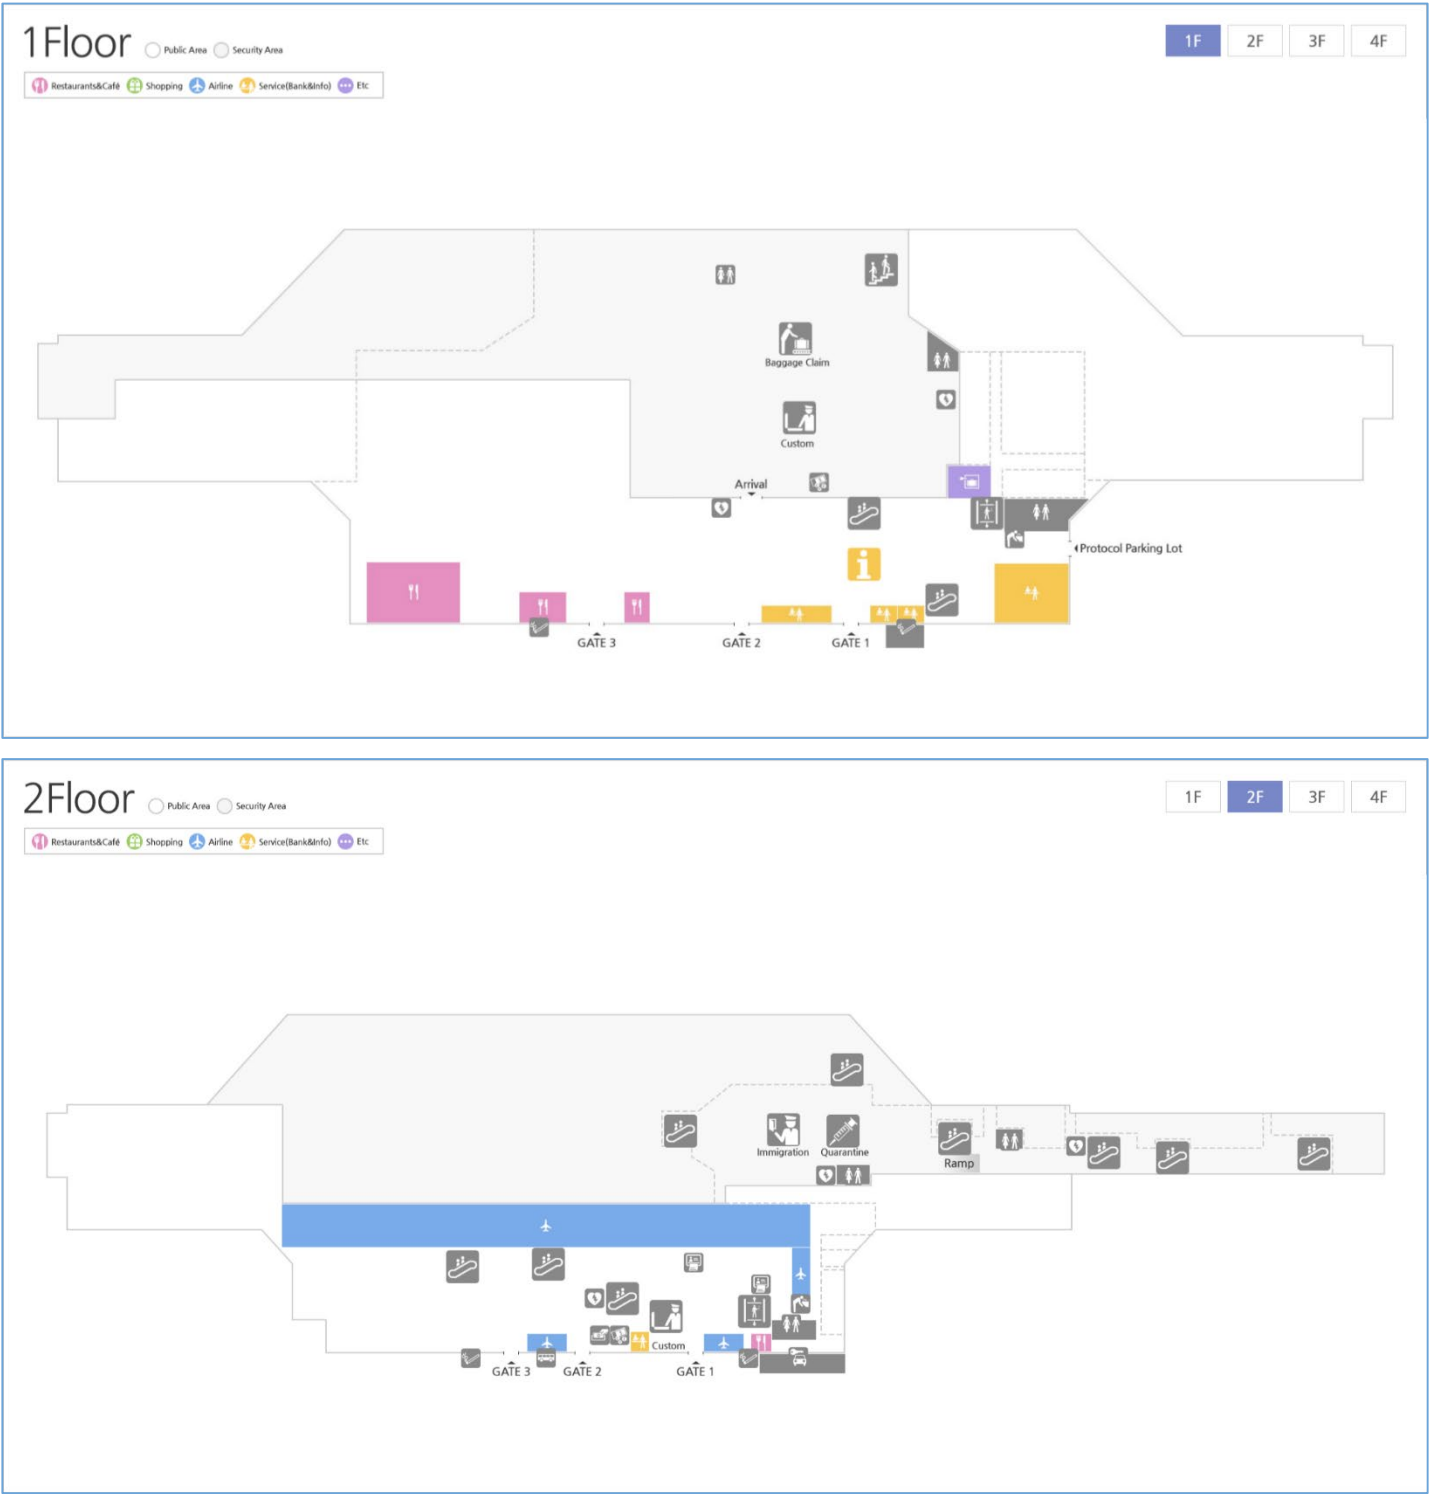 1Floor Public Area Security Area
1F 2F 3F 4F
Restaurants&Café Shopping Airline Service(Bank&Info) Etc
Baggage Claim
Custom
Arrival
Protocol Parking Lot
GATE 3 GATE 2 GATE 1
2Floor Public Area Security Area
1F 2F 3F 4F
Restaurants&Café Shopping Airline Service(Bank&Info) Etc
Immigration Quarantine
Ramp
Custom
GATE 3 GATE 2 GATE 1